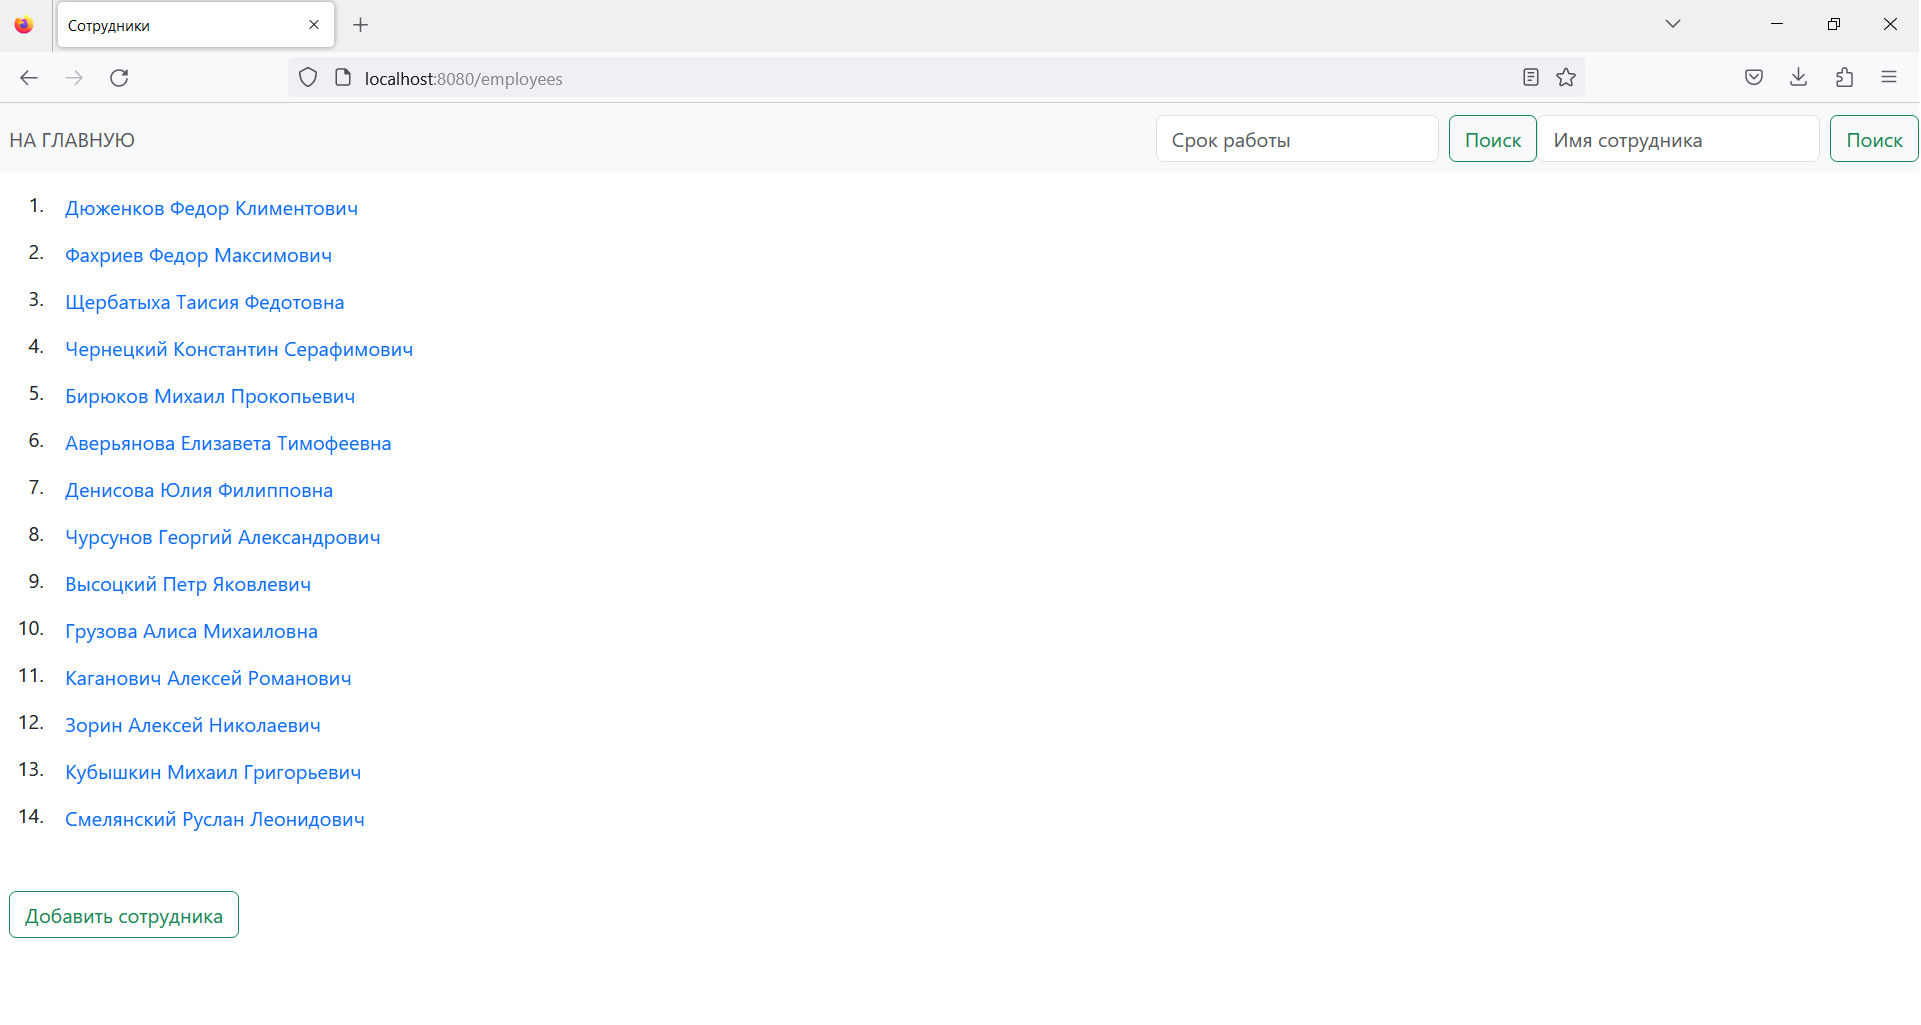 Сотрудники
localhost:8080/employees
НА ГЛАВНУЮ
Срок работы Поиск Имя сотрудника Поиск
1. Дюженков Федор Климентович
2. Фахриев Федор Максимович
3. Щербатыха Таисия Федотовна
4. Чернецкий Константин Серафимович
5. Бирюков Михаил Прокопьевич
6. Аверьянова Елизавета Тимофеевна
7. Денисова Юлия Филипповна
8. Чурсунов Георгий Александрович
9. Высоцкий Петр Яковлевич
10. Грузова Алиса Михаиловна
11. Каганович Алексей Романович
12. Зорин Алексей Николаевич
13. Кубышкин Михаил Григорьевич
14. Смелянский Руслан Леонидович
Добавить сотрудника